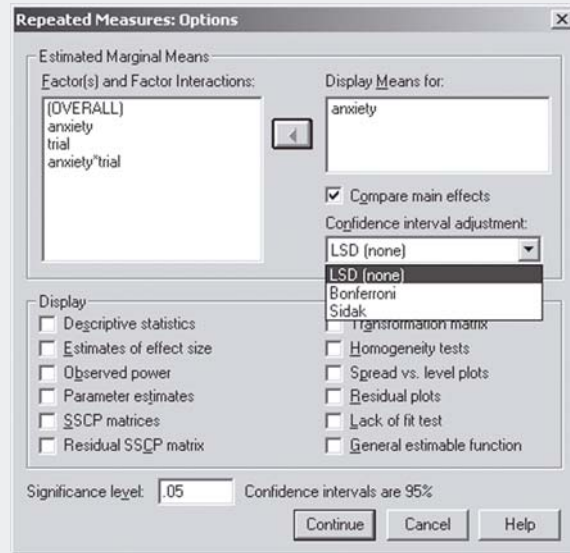 Repeated Measures: Options
Estimated Marginal Means
Factor(s) and Factor Interactions:
(OVERALL)
anxiety
trial
anxiety*trial
Display Means for:
anxiety
Compare main effects
Confidence interval adjustment:
LSD (none)
LSD (none)
Bonferroni
Sidak
Display
Descriptive statistics
Estimates of effect size
Observed power
Parameter estimates
SSCP matrices
Residual SSCP matrix
Transformation matrix
Homogeneity tests
Spread vs. level plots
Residual plots
Lack of fit test
General estimable function
Significance level: .05 Confidence intervals are 95%
Continue Cancel Help